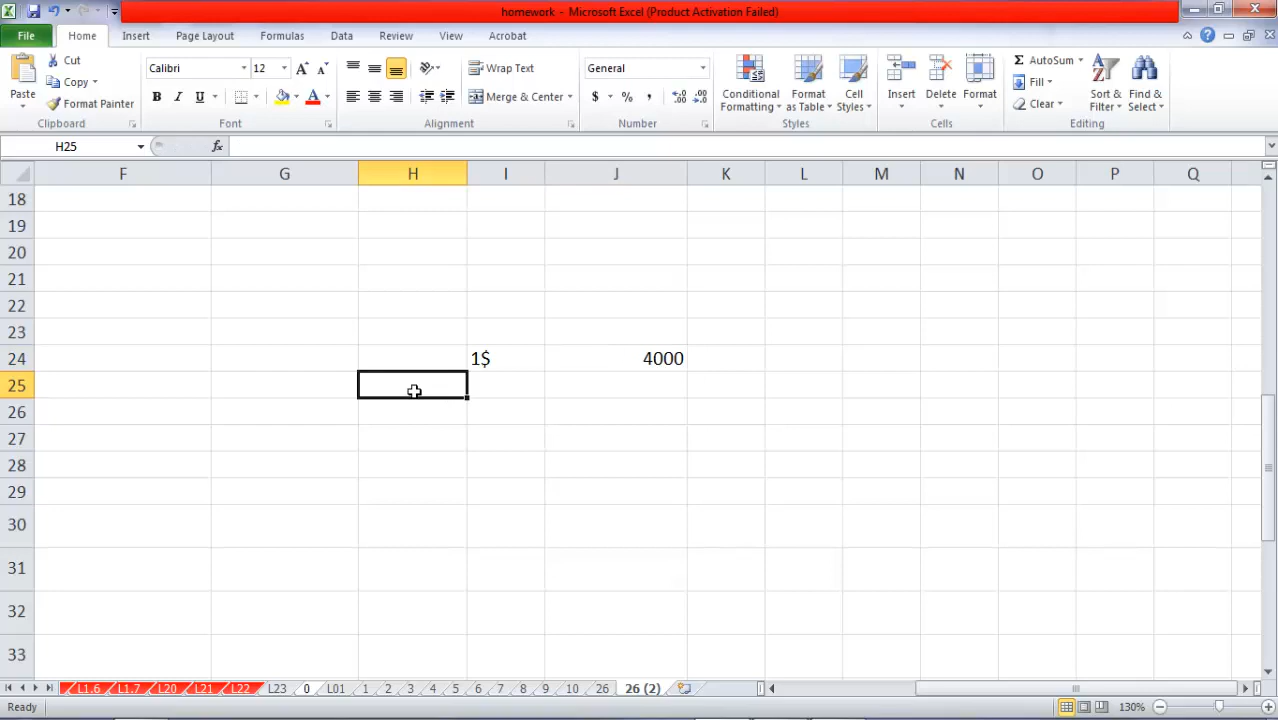 homework - Microsoft Excel (Product Activation Failed)
File Home Insert Page Layout Formulas Data Review View Acrobat
Paste Cut Copy Format Painter
Calibri 12 General
B I U Wrap Text Merge & Center $ % ,
Conditional Formatting Format as Table Cell Styles Insert Delete Format
Σ AutoSum Fill Clear Sort & Filter Find & Select
Clipboard Font Alignment Number Styles Cells Editing
H25 fx
F G H I J K L M N O P Q
18
19
20
21
22
23
24 1$ 4000
25
26
27
28
29
30
31
32
33
L1.6 L1.7 L20 L21 L22 L23 0 L01 1 2 3 4 5 6 7 8 9 10 26 26 (2)
Ready 130%